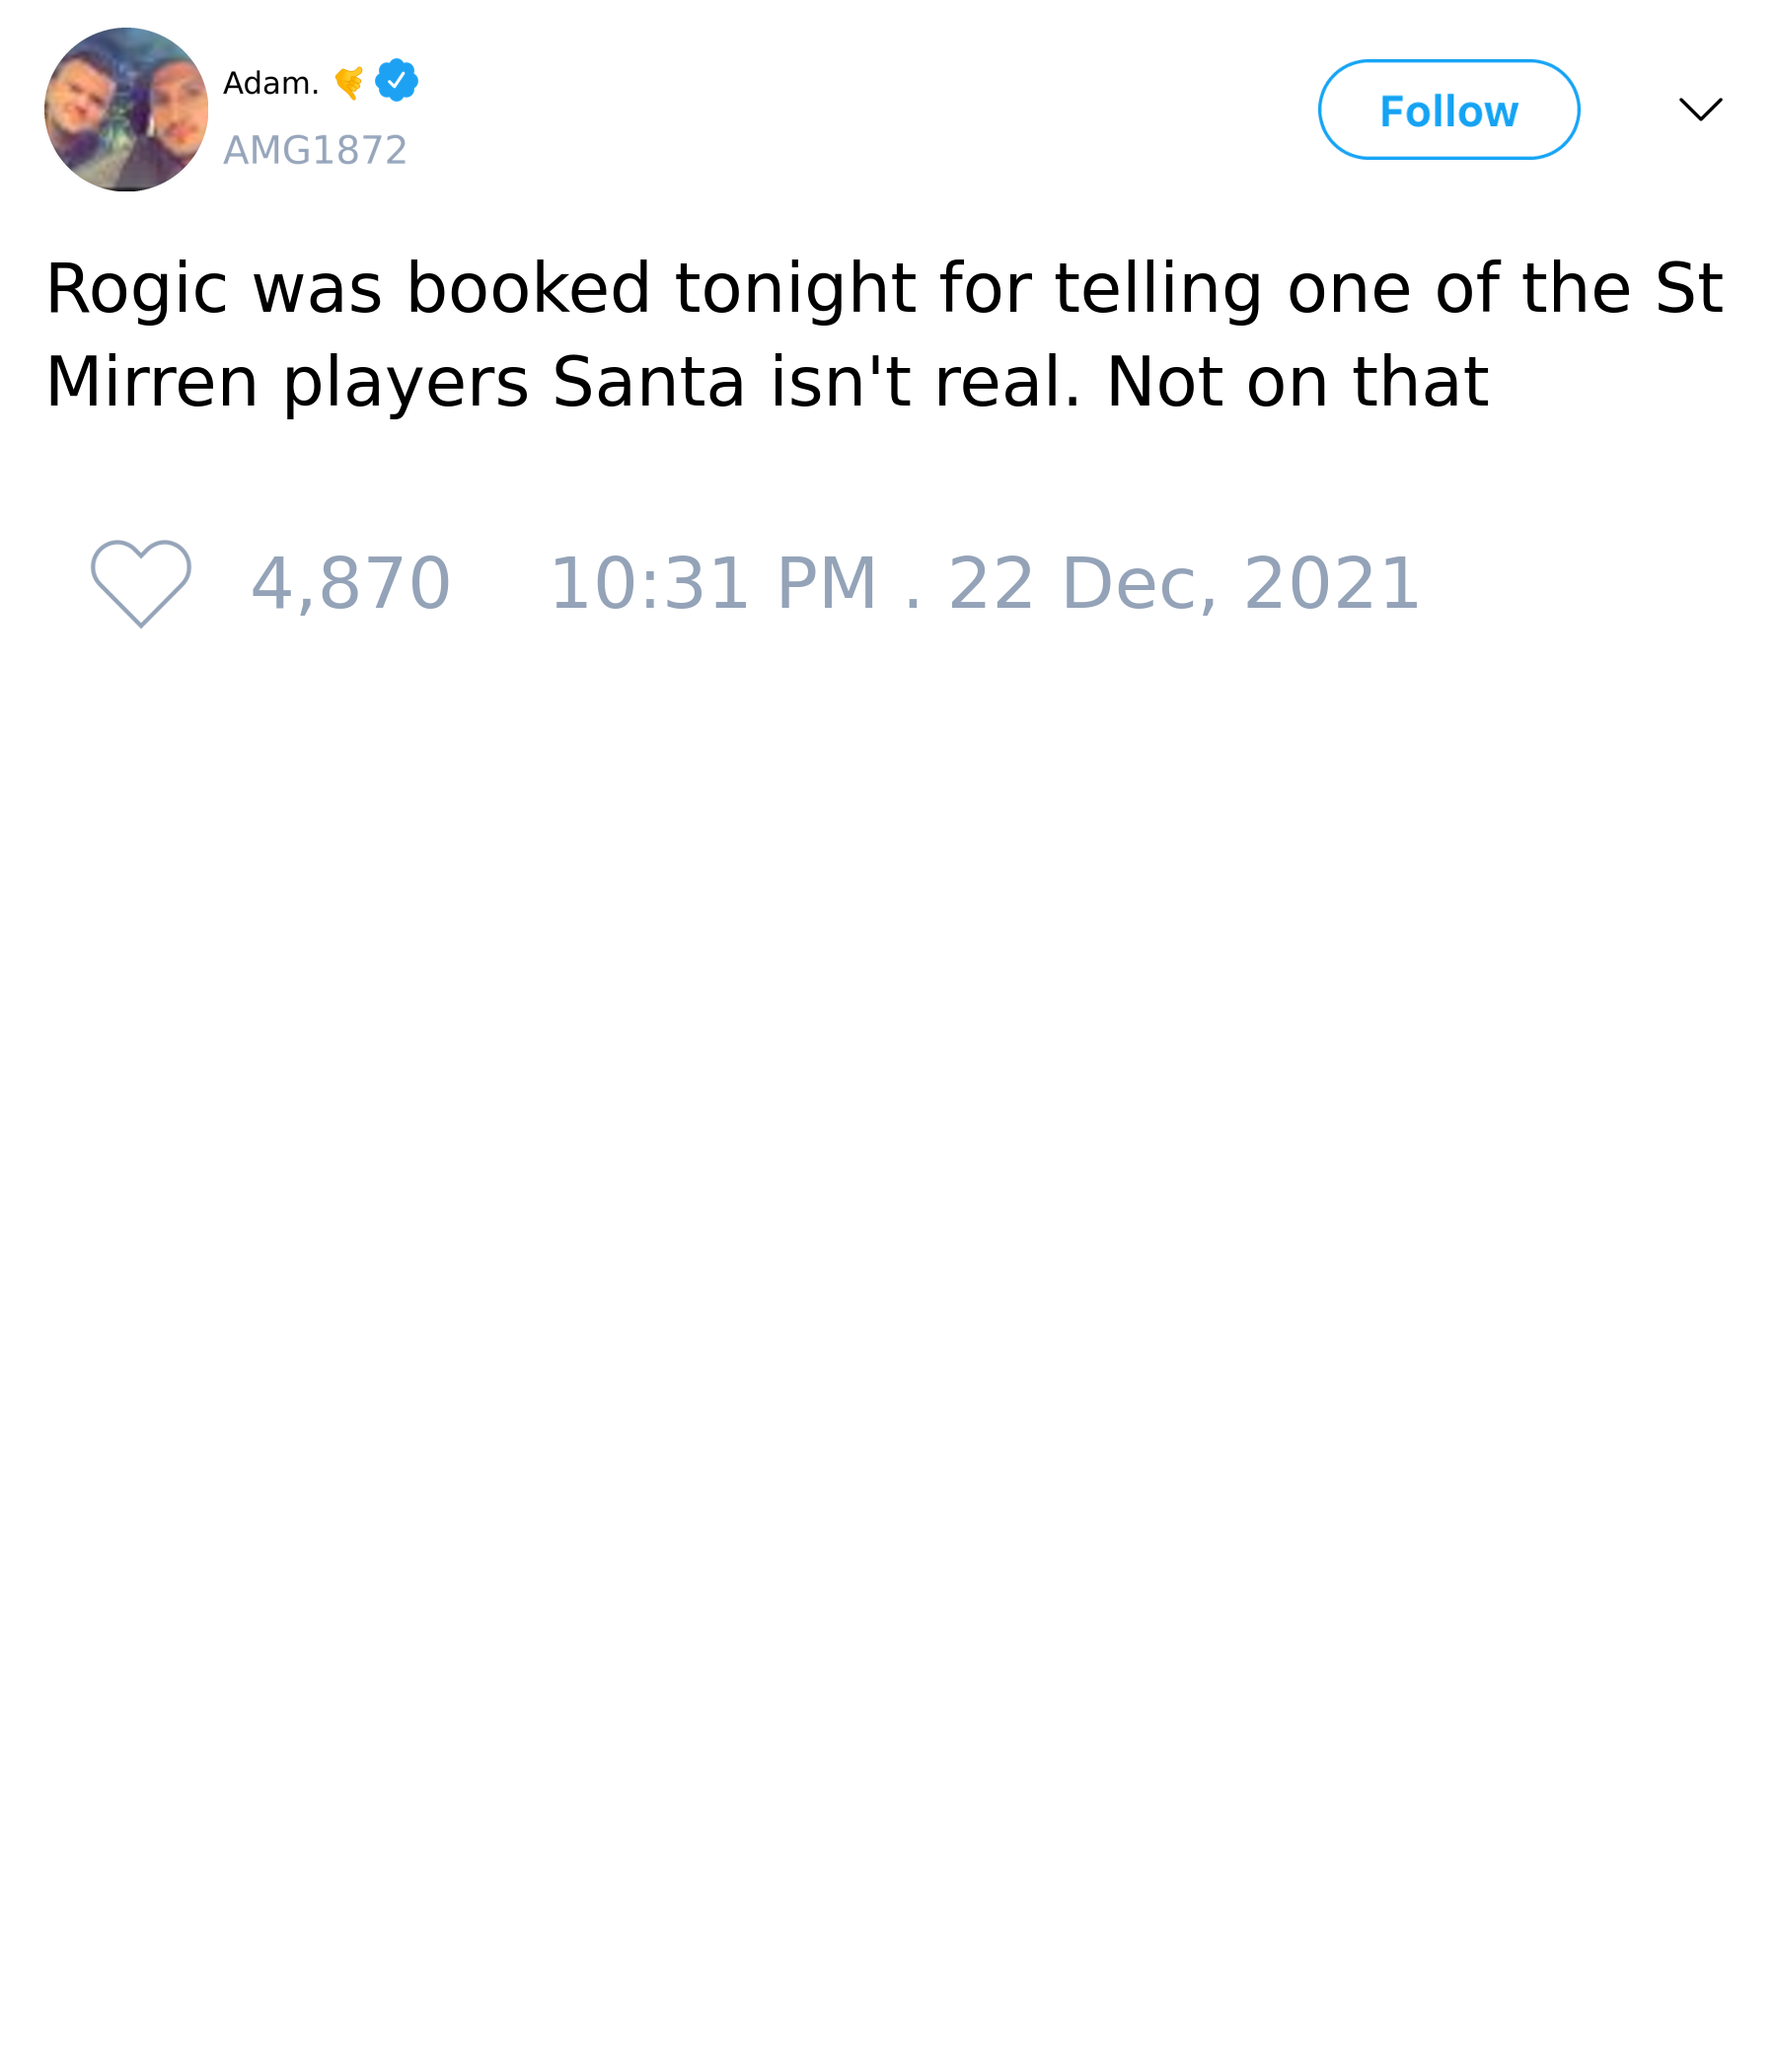 Adam. 🤙
AMG1872
Follow
Rogic was booked tonight for telling one of the St
Mirren players Santa isn't real. Not on that
4,870
10:31 PM . 22 Dec, 2021